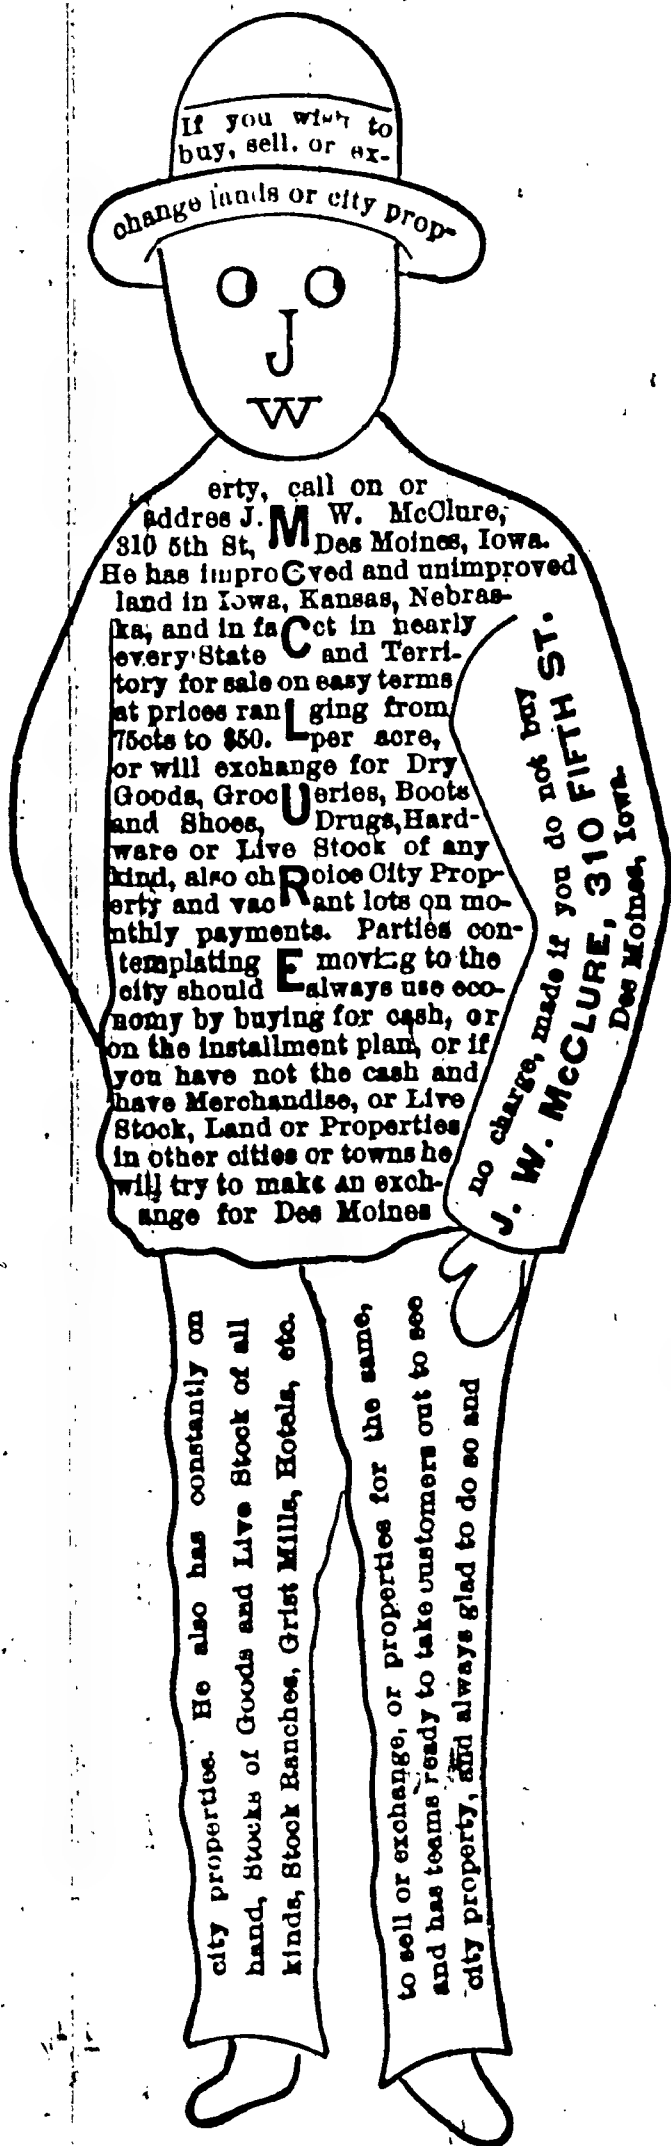 If you wish to
buy, sell. or ex-
change lands or city prop-
J
W
erty, call on or
addres J. W. McClure,
310 5th St, Des Moines, Iowa.
He has improved and unimproved
land in Iowa, Kansas, Nebras-
ka, and in fact in nearly
every State and Terri-
tory for sale on easy terms
at prices ranging from
75cts to $50. per acre,
or will exchange for Dry
Goods, Groceries, Boots
and Shoes, Drugs, Hard-
ware or Live Stock of any
kind, also choice City Prop-
erty and vacant lots on mo-
nthly payments. Parties con-
templating moving to the
city should always use eco-
nomy by buying for cash, or
on the installment plan, or if
you have not the cash and
have Merchandise, or Live
Stock, Land or Properties
in other cities or towns he
will try to make an exch-
ange for Des Moines
M
C
C
L
U
R
E
city properties. He also has constantly on
hand, Stocks of Goods and Live Stock of all
kinds, Stock Ranches, Grist Mills, Hotels, etc.
to sell or exchange, or properties for the same,
and has teams ready to take customers out to see
city property, and always glad to do so and
no charge, made if you do not buy
J. W. McCLURE, 310 FIFTH ST.
Des Moines, Iowa.